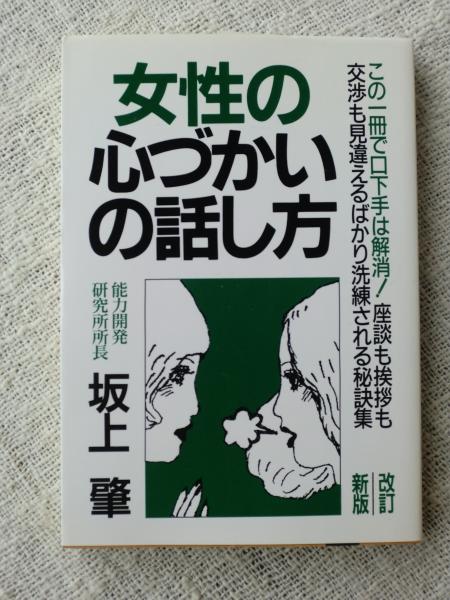 女性の
心づかい
の話し方
この一冊で口下手は解消!座談も挨拶も
交渉も見違えるばかり洗練される秘訣集
能力開発
研究所所長
坂上 肇
改訂
新版